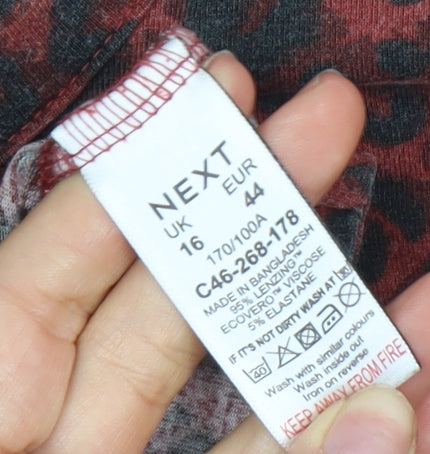 NEXT
UK EUR
16 44
170/100A
C46-268-178
MADE IN BANGLADESH
95% LENZING™
ECOVERO™ VISCOSE
5% ELASTANE
IF IT'S NOT DIRTY WASH AT 30
40
Wash with similar colours
Wash inside out
Iron on reverse
KEEP AWAY FROM FIRE